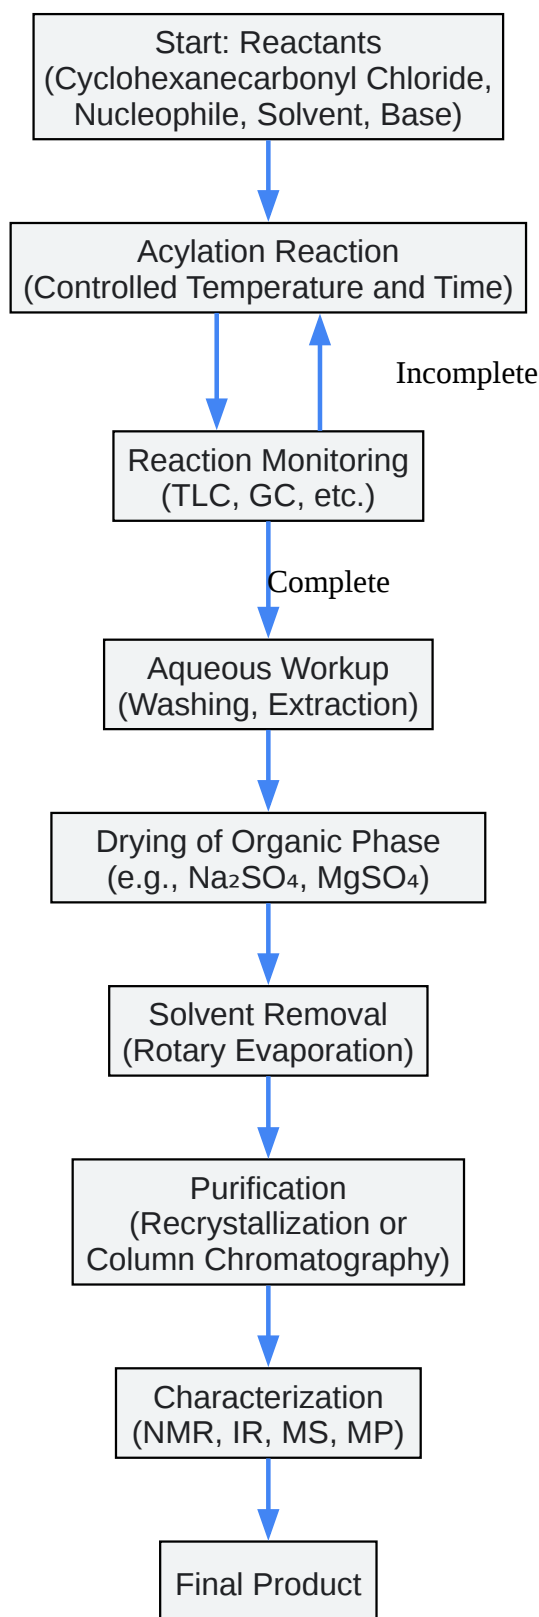 Start: Reactants
(Cyclohexanecarbonyl Chloride,
Nucleophile, Solvent, Base)
Acylation Reaction
(Controlled Temperature and Time)
Incomplete
Reaction Monitoring
(TLC, GC, etc.)
Complete
Aqueous Workup
(Washing, Extraction)
Drying of Organic Phase
(e.g., Na₂SO₄, MgSO₄)
Solvent Removal
(Rotary Evaporation)
Purification
(Recrystallization or
Column Chromatography)
Characterization
(NMR, IR, MS, MP)
Final Product